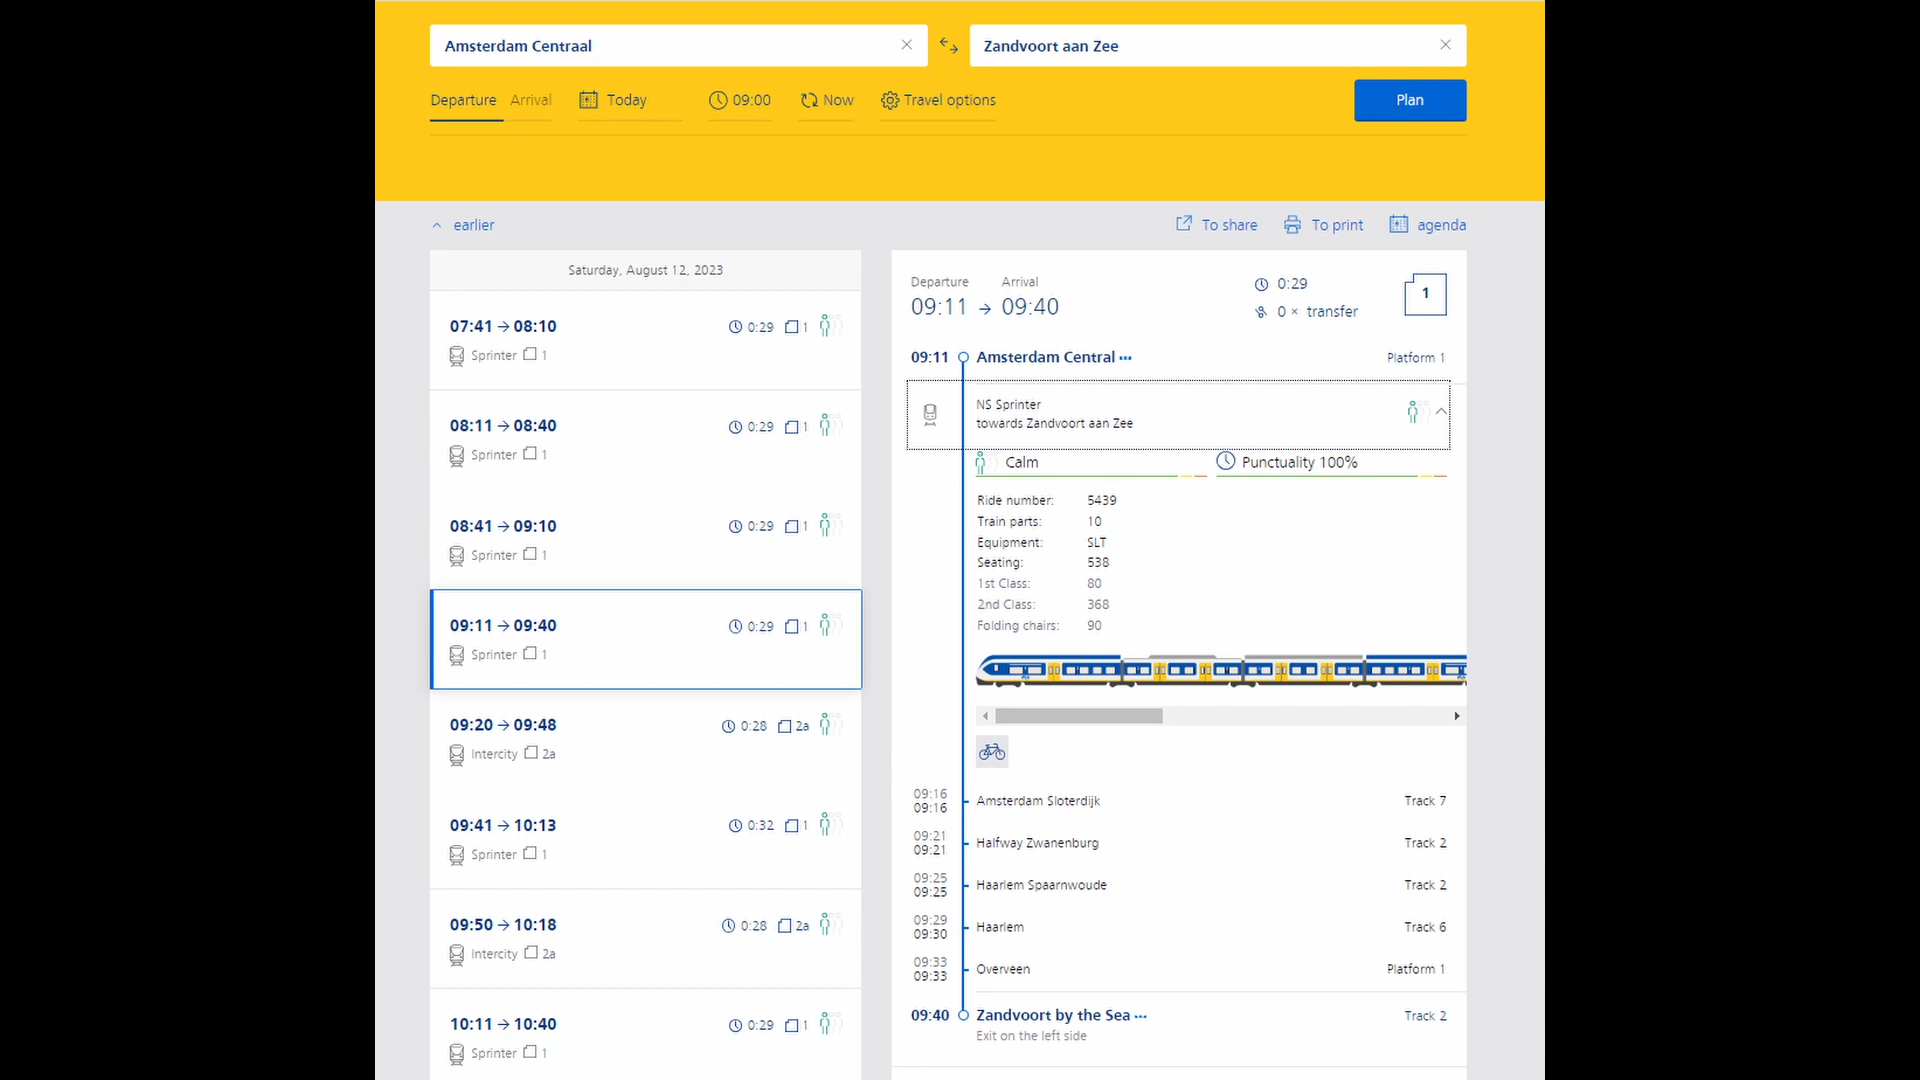 Amsterdam Centraal
Zandvoort aan Zee
Departure Arrival Today 09:00 Now Travel options Plan
earlier
To share To print agenda
Saturday, August 12, 2023
07:41 → 08:10 0:29 1
Sprinter 1
08:11 → 08:40 0:29 1
Sprinter 1
08:41 → 09:10 0:29 1
Sprinter 1
09:11 → 09:40 0:29 1
Sprinter 1
09:20 → 09:48 0:28 2a
Intercity 2a
09:41 → 10:13 0:32 1
Sprinter 1
09:50 → 10:18 0:28 2a
Intercity 2a
10:11 → 10:40 0:29 1
Sprinter 1
Departure Arrival 0:29
09:11 → 09:40 0 × transfer
1
09:11 Amsterdam Central ••• Platform 1
NS Sprinter
towards Zandvoort aan Zee
Calm Punctuality 100%
Ride number: 5439
Train parts: 10
Equipment: SLT
Seating: 538
1st Class: 80
2nd Class: 368
Folding chairs: 90
09:16
09:16 Amsterdam Sloterdijk Track 7
09:21
09:21 Halfway Zwanenburg Track 2
09:25
09:25 Haarlem Spaarnwoude Track 2
09:29
09:30 Haarlem Track 6
09:33
09:33 Overveen Platform 1
09:40 Zandvoort by the Sea ••• Track 2
Exit on the left side